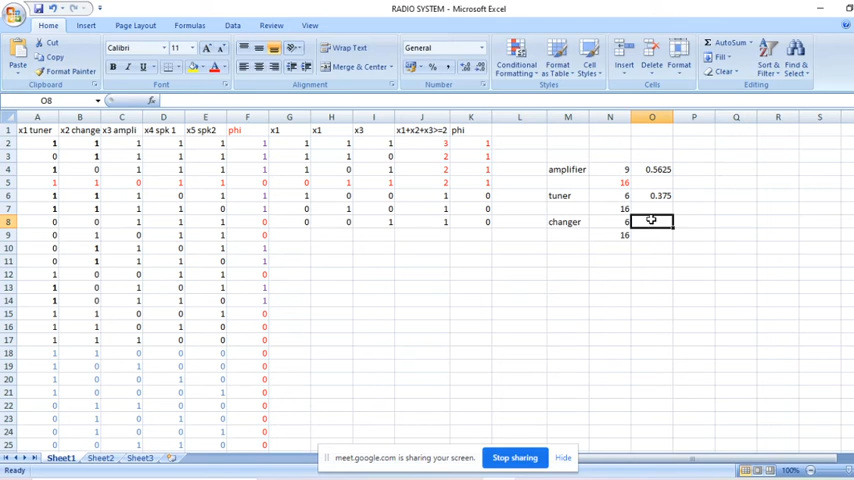 RADIO SYSTEM - Microsoft Excel
Home Insert Page Layout Formulas Data Review View
Cut
Copy
Format Painter
Paste
Clipboard
Calibri 11
Font
Wrap Text
Merge & Center
Alignment
General
Number
Conditional Formatting
Format as Table
Cell Styles
Styles
Insert Delete Format
Cells
AutoSum
Fill
Clear
Sort & Filter
Find & Select
Editing
O8 fx
A B C D E F G H I J K L M N O P Q R S
1 x1 tuner x2 change x3 ampli x4 spk 1 x5 spk2 phi x1 x1 x3 x1+x2+x3>=2 phi
2 1 1 1 1 1 1 1 1 1 3 1
3 0 1 1 1 1 1 1 1 0 2 1
4 1 0 1 1 1 1 1 0 1 2 1 amplifier 9 0.5625
5 1 1 0 1 1 0 0 1 1 2 1 16
6 1 1 1 0 1 1 1 0 0 1 0 tuner 6 0.375
7 1 1 1 1 0 1 0 1 0 1 0 16
8 0 0 1 1 1 0 0 0 1 1 0 changer 6
9 0 1 0 1 1 0 16
10 0 1 1 0 1 1
11 0 1 1 1 0 1
12 1 0 0 1 1 0
13 1 0 1 0 1 1
14 1 0 1 1 0 1
15 1 1 0 0 1 0
16 1 1 0 1 0 0
17 1 1 1 0 0 0
18 1 1 0 0 0 0
19 1 0 1 0 0 0
20 1 0 0 1 0 0
21 1 0 0 0 1 0
22 0 1 1 0 0 0
23 0 1 0 1 0 0
24 0 1 0 0 1 0
25 0 0 1 1 0 0
meet.google.com is sharing your screen. Stop sharing Hide
Sheet1 Sheet2 Sheet3
Ready 100%